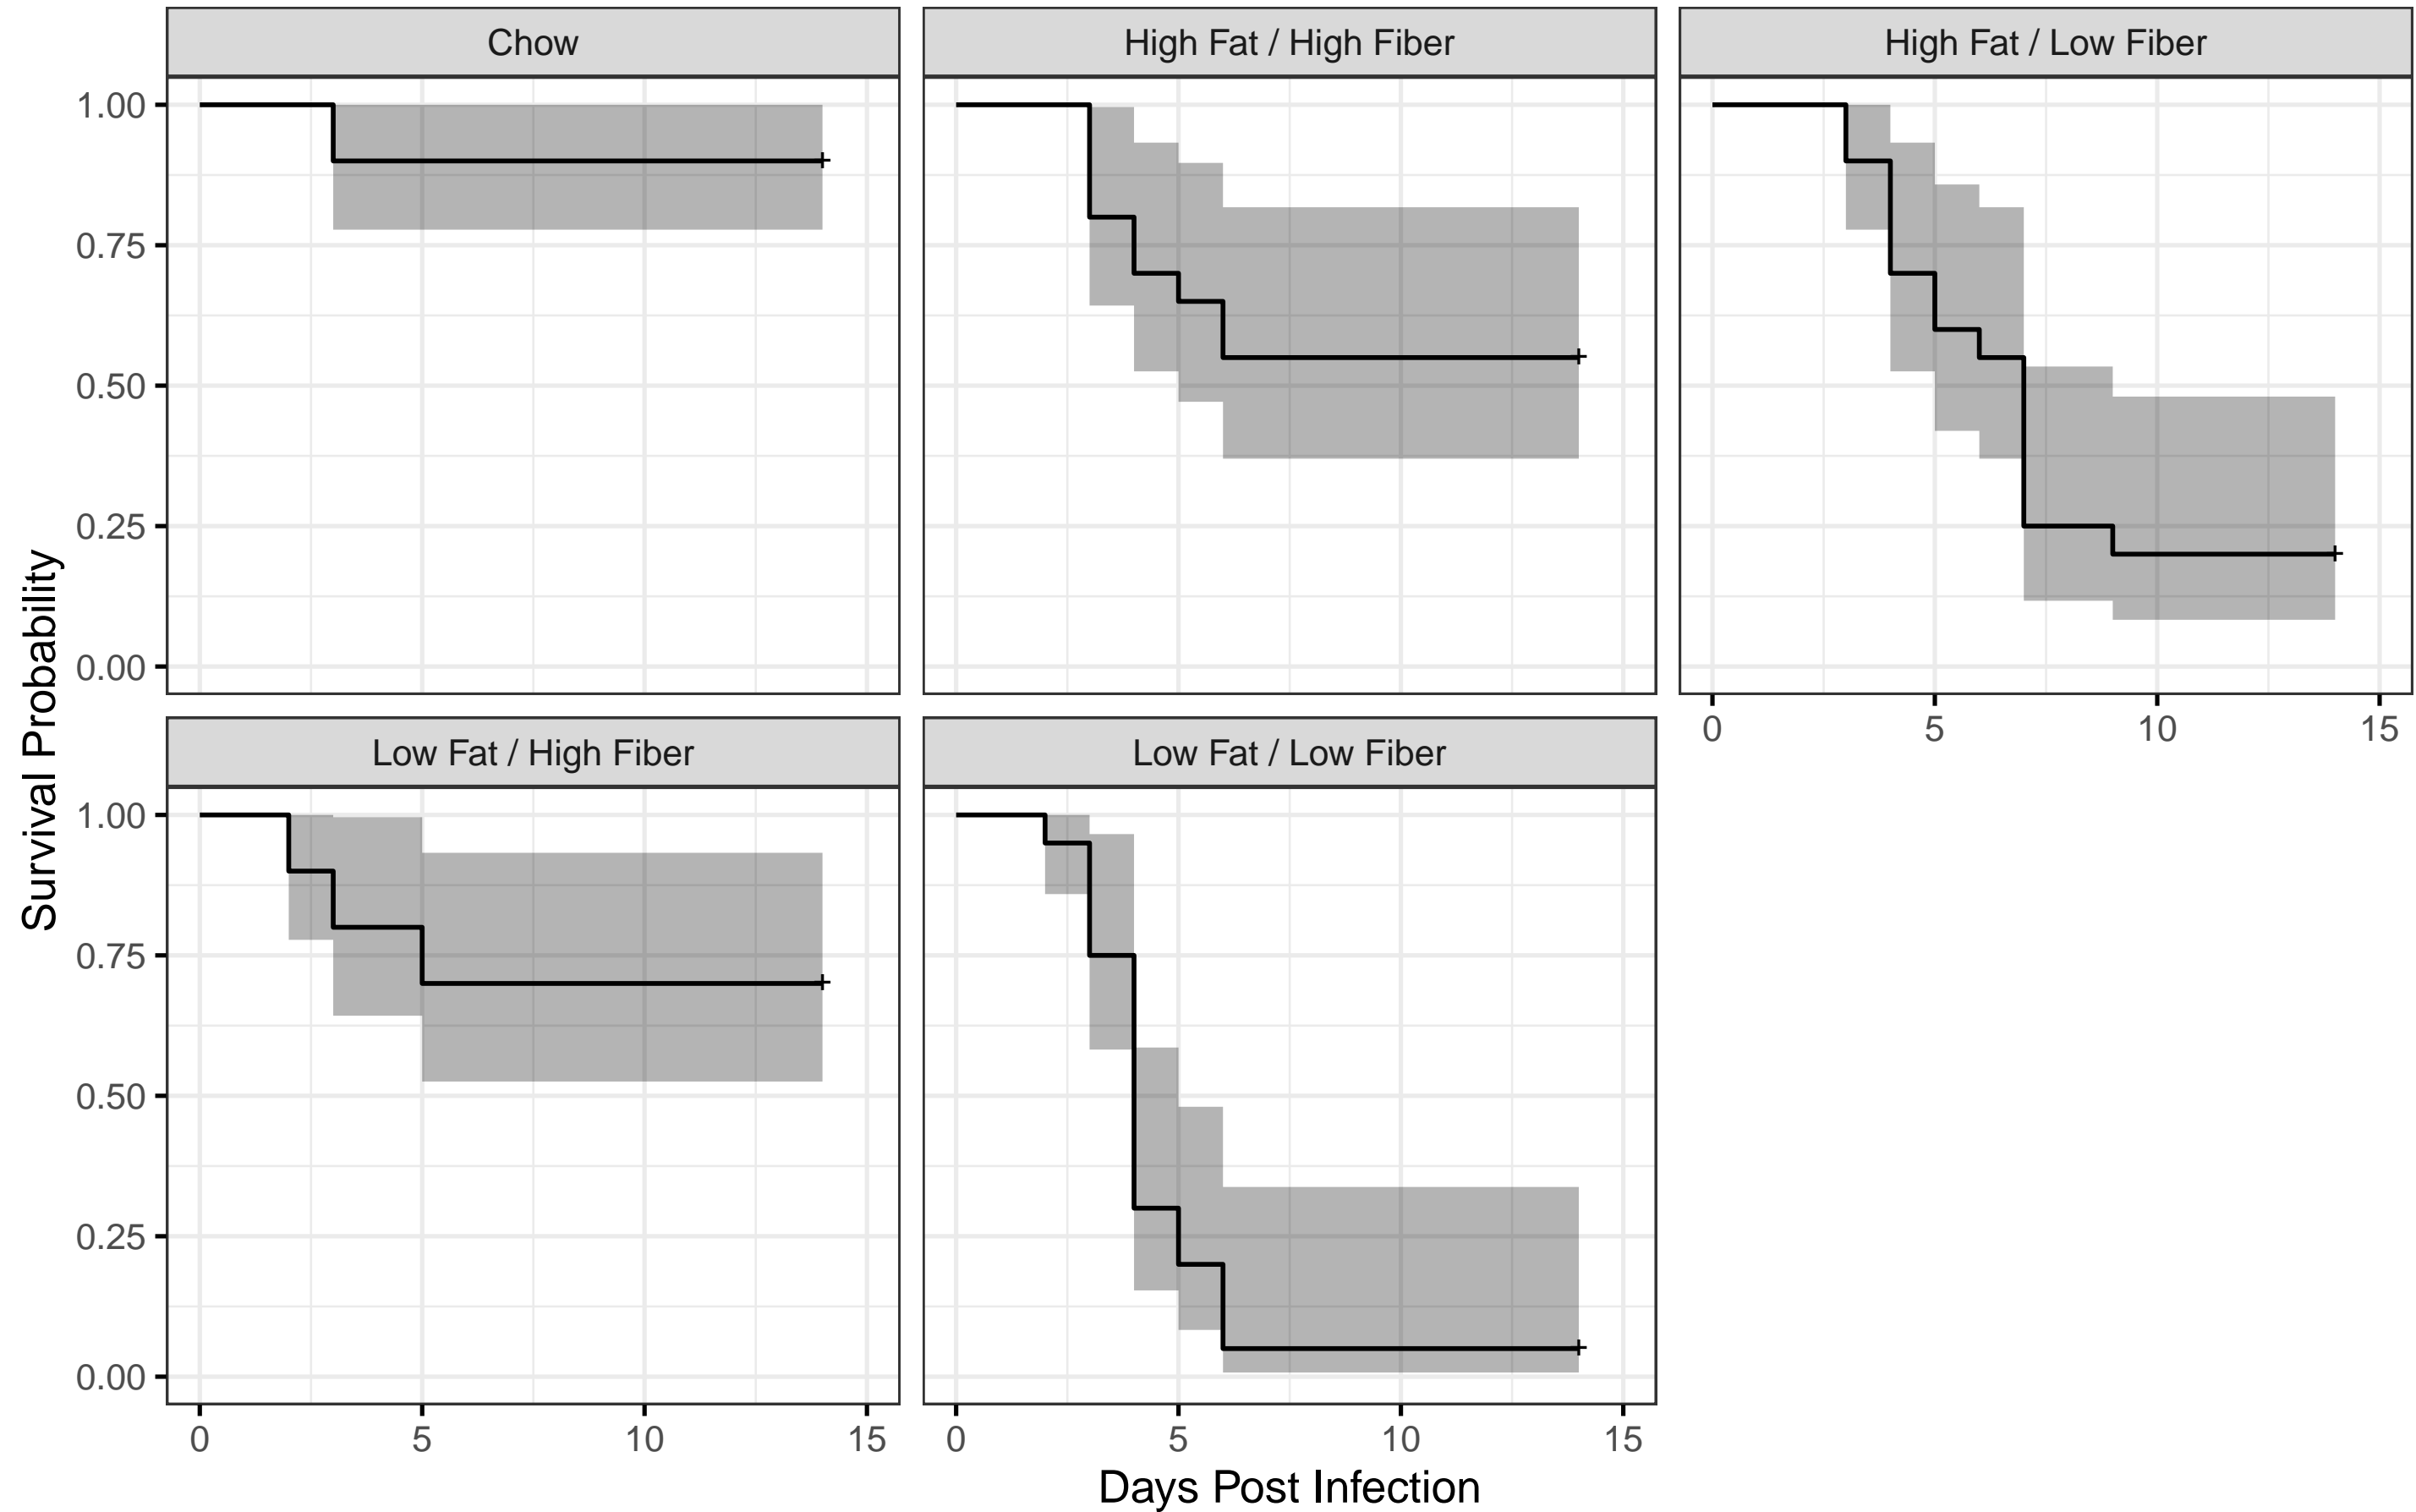 Chow
High Fat / High Fiber
High Fat / Low Fiber
1.00
0.75
0.50
0.25
0.00
0 5 10 15
Low Fat / High Fiber
Low Fat / Low Fiber
1.00
0.75
0.50
0.25
0.00
0 5 10 15
0 5 10 15
Survival Probability
Days Post Infection